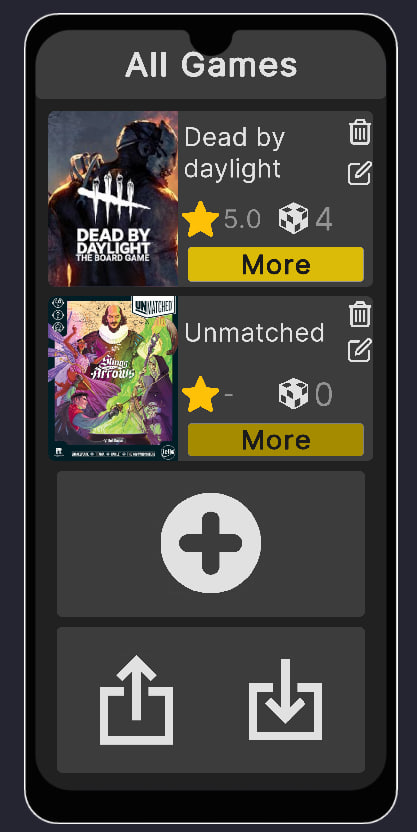 All Games
Dead by
daylight
DEAD BY
DAYLIGHT
THE BOARD GAME
5.0
4
More
UNMATCHED
Unmatched
Slings
Arrows
-
0
More